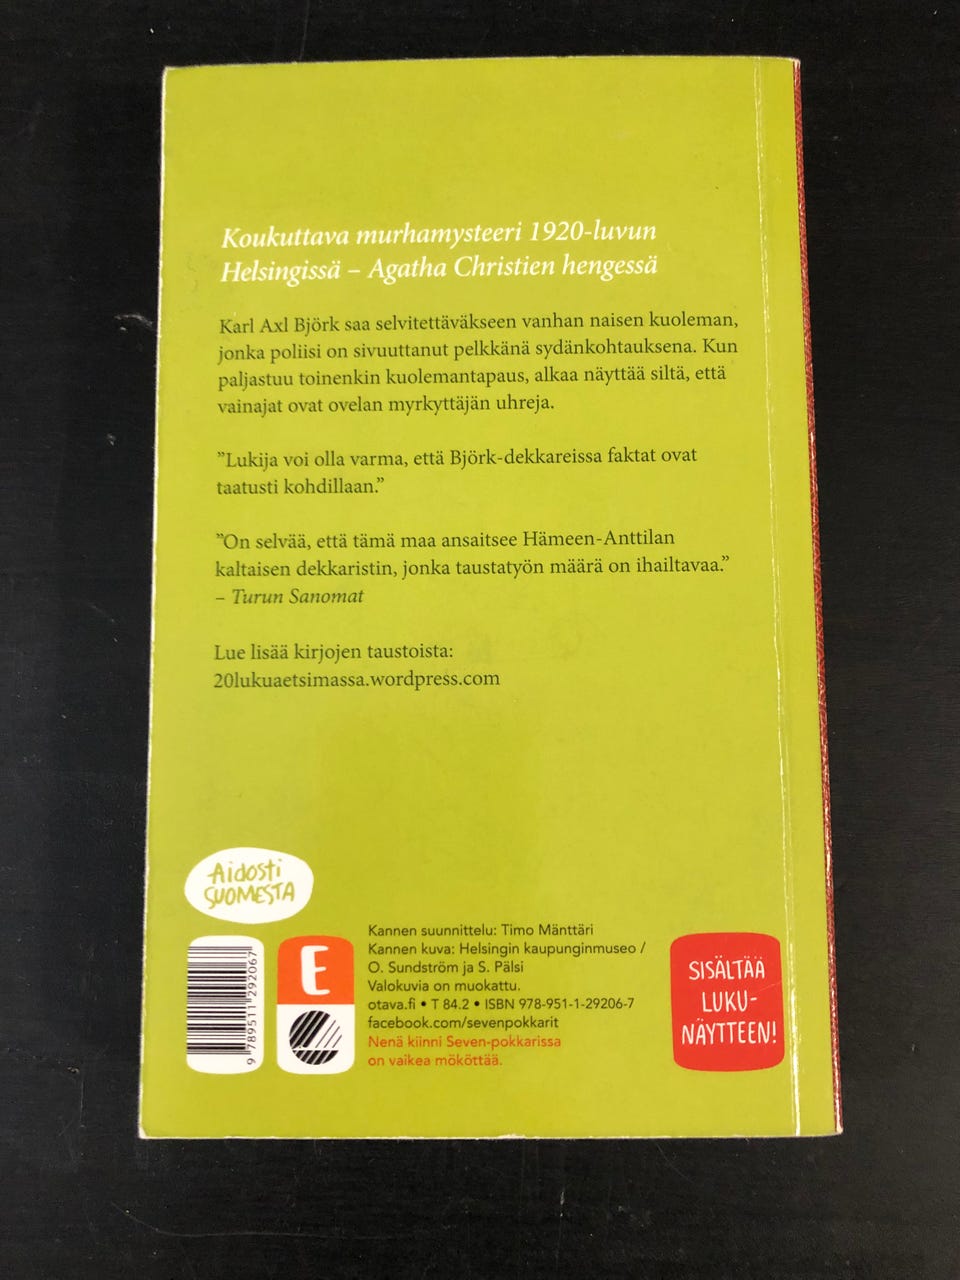 Koukuttava murhamysteeri 1920-luvun
Helsingissä – Agatha Christien hengessä
Karl Axl Björk saa selvitettäväkseen vanhan naisen kuoleman,
jonka poliisi on sivuuttanut pelkkänä sydänkohtauksena. Kun
paljastuu toinenkin kuolemantapaus, alkaa näyttää siltä, että
vainajat ovat ovelan myrkyttäjän uhreja.
”Lukija voi olla varma, että Björk-dekkareissa faktat ovat
taatusti kohdillaan.”
”On selvää, että tämä maa ansaitsee Hämeen-Anttilan
kaltaisen dekkaristin, jonka taustatyön määrä on ihailtavaa.”
– Turun Sanomat
Lue lisää kirjojen taustoista:
20lukuaetsimassa.wordpress.com
Aidosti
SUOMESTA
9 789511 292067
E
Kannen suunnittelu: Timo Mänttäri
Kannen kuva: Helsingin kaupunginmuseo /
O. Sundström ja S. Pälsi
Valokuvia on muokattu.
otava.fi • T 84.2 • ISBN 978-951-1-29206-7
facebook.com/sevenpokkarit
Nenä kiinni Seven-pokkarissa
on vaikea mököttää.
SISÄLTÄÄ
LUKU-
NÄYTTEEN!